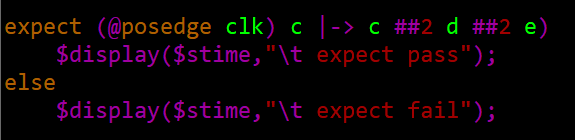 expect (@posedge clk) c |-> c ##2 d ##2 e)
    $display($stime,"\t expect pass");
else
    $display($stime,"\t expect fail");